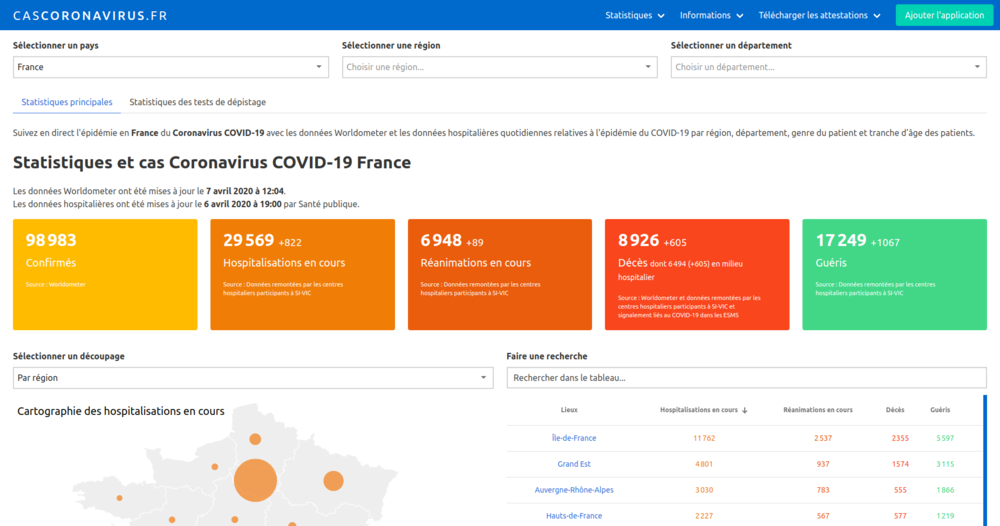 CASCORONAVIRUS.FR
Statistiques Informations Télécharger les attestations Ajouter l'application
Sélectionner un pays Sélectionner une région Sélectionner un département
France Choisir une région... Choisir un département...
Statistiques principales Statistiques des tests de dépistage
Suivez en direct l'épidémie en France du Coronavirus COVID-19 avec les données Worldometer et les données hospitalières quotidiennes relatives à l'épidémie du COVID-19 par région, département, genre du patient et tranche d'âge des patients.
Statistiques et cas Coronavirus COVID-19 France
Les données Worldometer ont été mises à jour le 7 avril 2020 à 12:04.
Les données hospitalières ont été mises à jour le 6 avril 2020 à 19:00 par Santé publique.
98 983
Confirmés
Source : Worldometer
29 569 +822
Hospitalisations en cours
Source : Données remontées par les centres
hospitaliers participants à SI-VIC
6 948 +89
Réanimations en cours
Source : Données remontées par les centres
hospitaliers participants à SI-VIC
8 926 +605
Décès dont 6 494 (+605) en milieu
hospitalier
Source : Worldometer et données remontées par les
centres hospitaliers participants à SI-VIC et
signalement liés au COVID-19 dans les ESMS
17 249 +1067
Guéris
Source : Données remontées par les centres
hospitaliers participants à SI-VIC
Sélectionner un découpage
Par région
Cartographie des hospitalisations en cours
Faire une recherche
Rechercher dans le tableau...
Lieux Hospitalisations en cours Réanimations en cours Décès Guéris
Île-de-France 11 762 2 537 2355 5 597
Grand Est 4 801 937 1574 3 115
Auvergne-Rhône-Alpes 3 030 783 555 1 866
Hauts-de-France 2 227 567 577 1 219